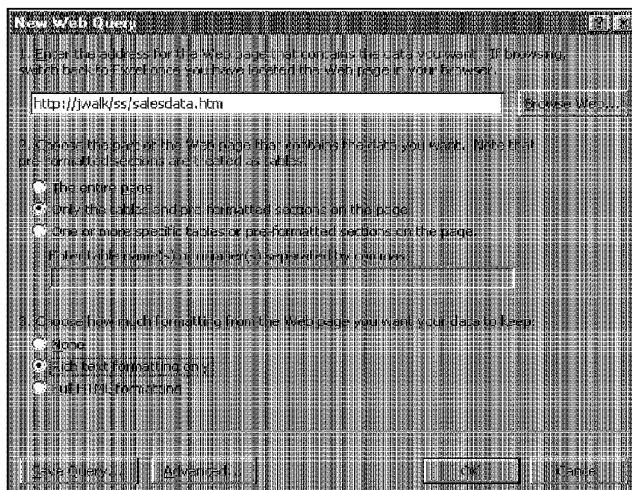 New Web Query
1. Enter the address for the Web page that contains the data you want. If browsing,
switch back to Excel once you have located the Web page in your browser.
http://jwalk/ss/salesdata.htm
Browse Web...
2. Choose the part of the Web page that contains the data you want. Note that
pre-formatted sections are treated as tables.
The entire page
Only the tables and pre-formatted sections on the page
One or more specific tables or pre-formatted sections on the page.
Enter table name(s) or number(s) separated by commas:
3. Choose how much formatting from the Web page you want your data to keep:
None
Rich text formatting only
Full HTML formatting
Save Query... Advanced... OK Cancel